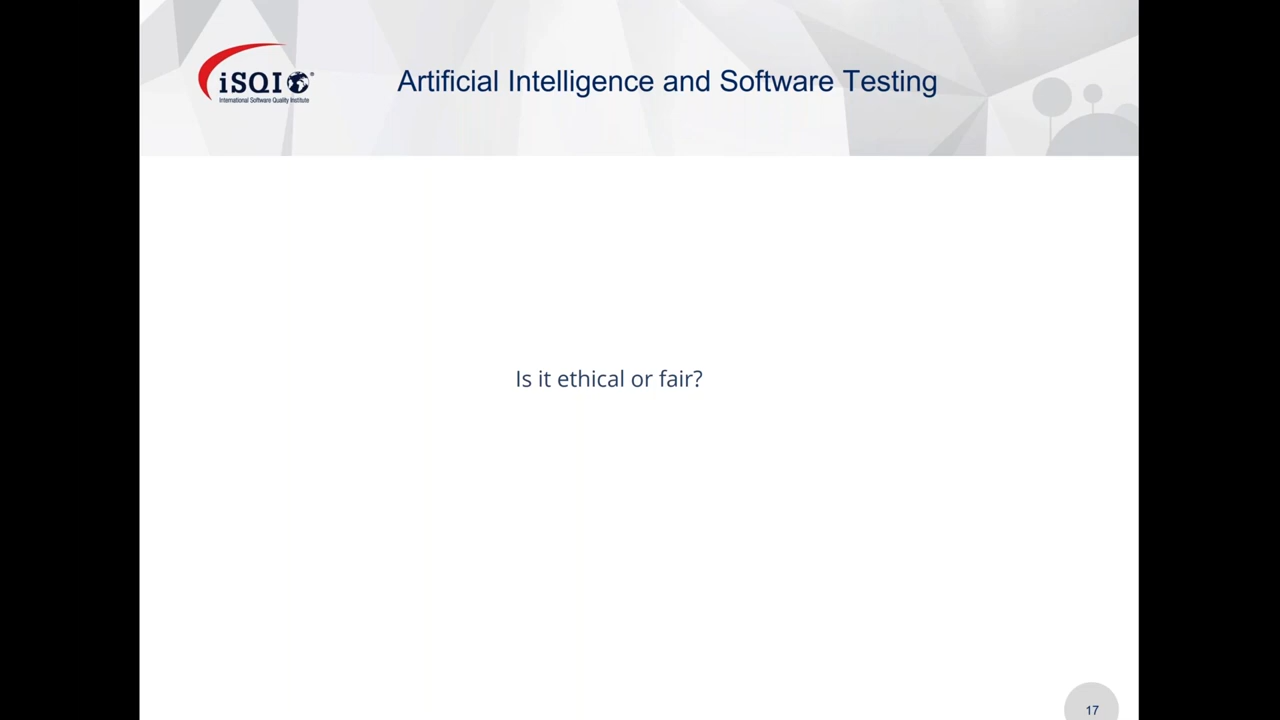 iSQI®
International Software Quality Institute
Artificial Intelligence and Software Testing
Is it ethical or fair?
17